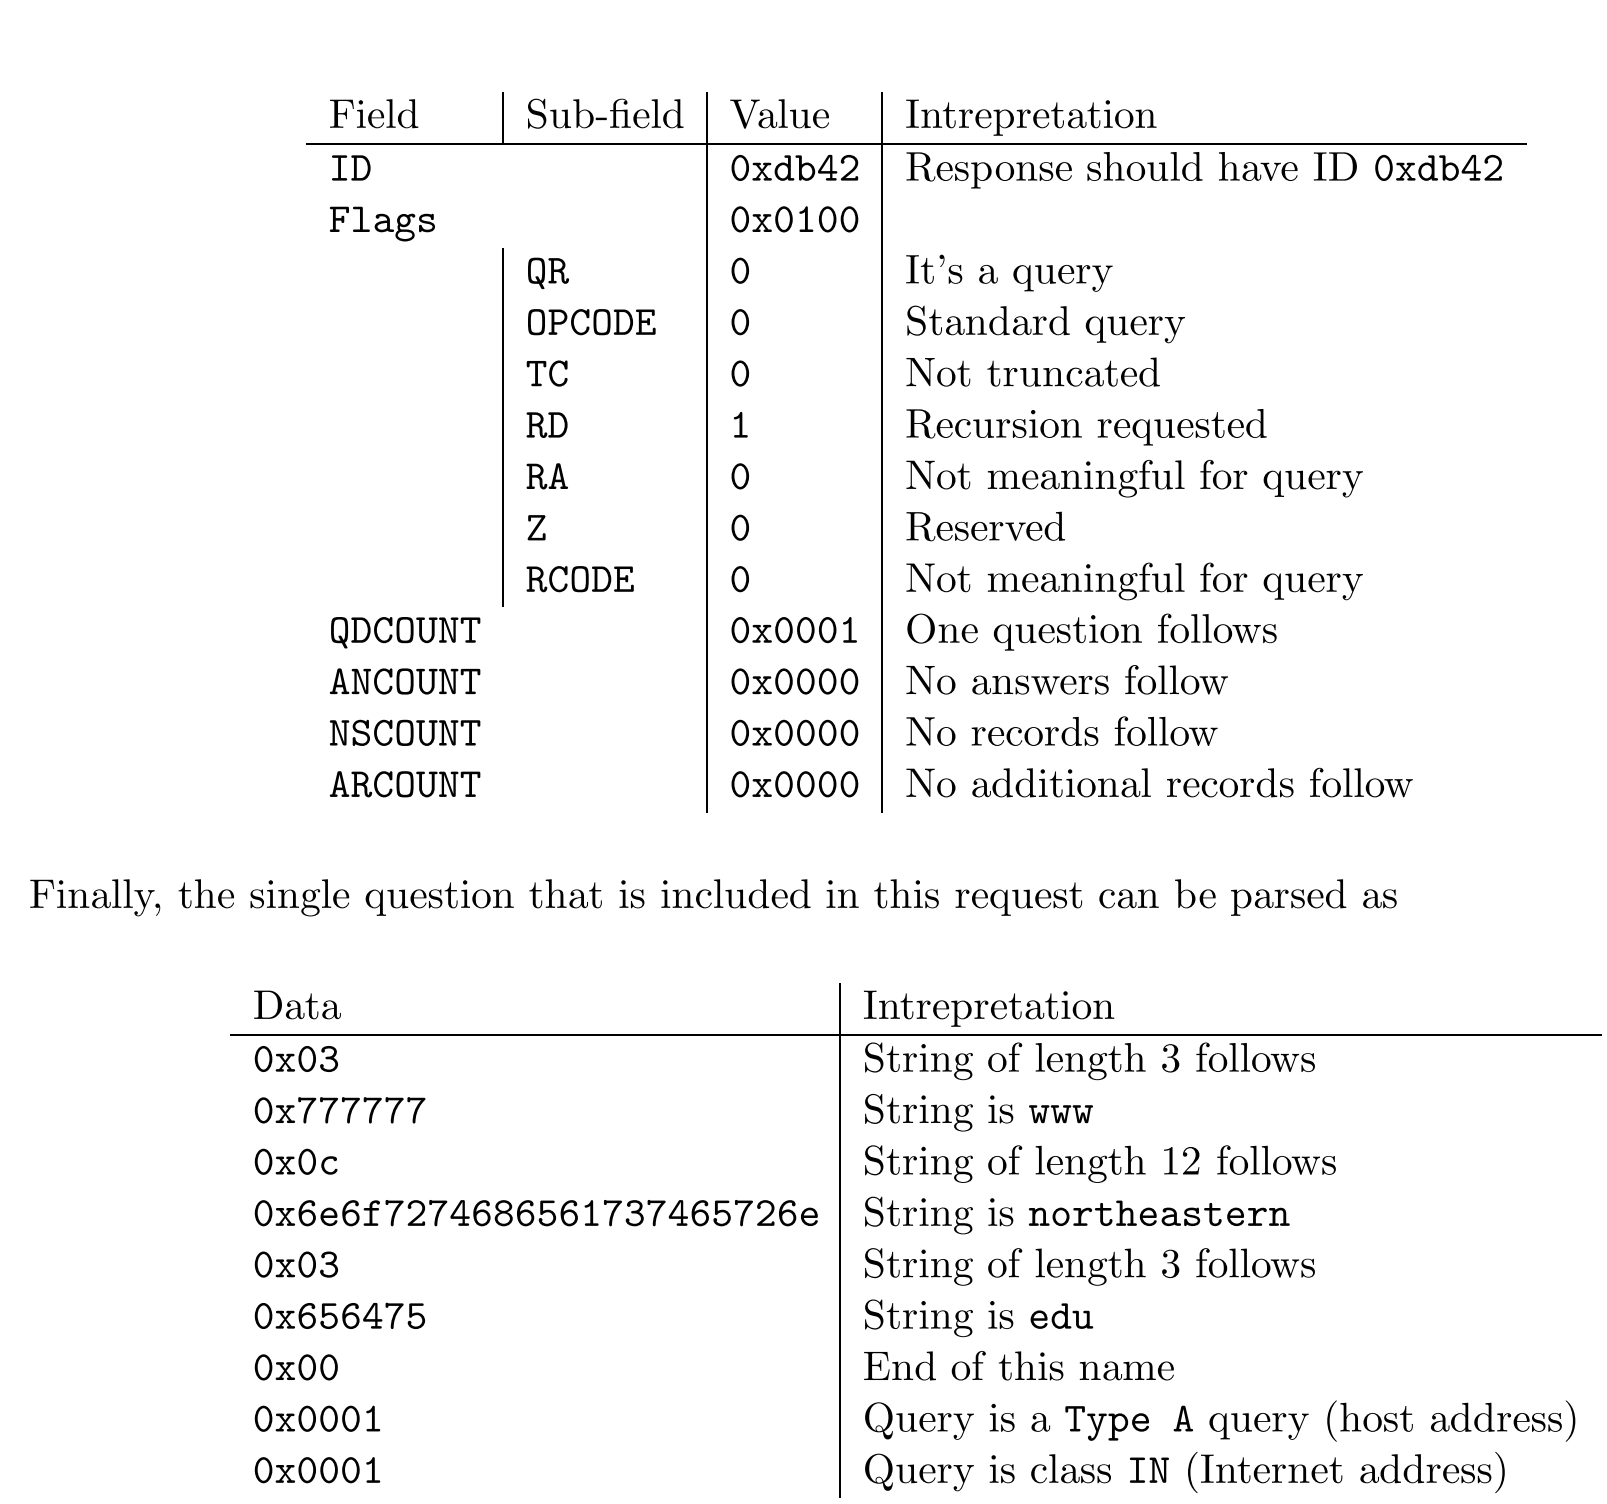 Field Sub-field Value Intrepretation
ID 0xdb42 Response should have ID 0xdb42
Flags 0x0100
QR 0 It's a query
OPCODE 0 Standard query
TC 0 Not truncated
RD 1 Recursion requested
RA 0 Not meaningful for query
Z 0 Reserved
RCODE 0 Not meaningful for query
QDCOUNT 0x0001 One question follows
ANCOUNT 0x0000 No answers follow
NSCOUNT 0x0000 No records follow
ARCOUNT 0x0000 No additional records follow
Finally, the single question that is included in this request can be parsed as
Data Intrepretation
0x03 String of length 3 follows
0x777777 String is www
0x0c String of length 12 follows
0x6e6f7274686561737465726e String is northeastern
0x03 String of length 3 follows
0x656475 String is edu
0x00 End of this name
0x0001 Query is a Type A query (host address)
0x0001 Query is class IN (Internet address)